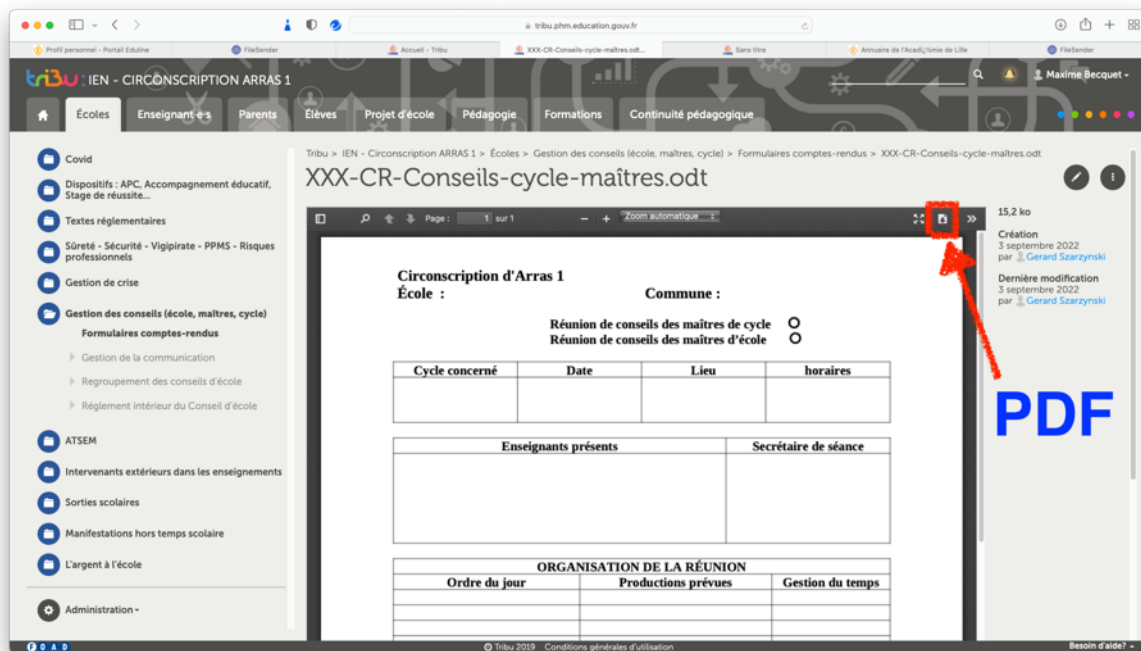 tribu.phm.education.gouv.fr
Profil personnel - Portail Eduline
FileSender
Accueil - Tribu
XXX-CR-Conseils-cycle-maîtres.odt...
Sans titre
Annuaire de l'Acadï¿½mie de Lille
FileSender
tribu : IEN - CIRCONSCRIPTION ARRAS 1
Maxime Becquet
Écoles
Enseignant·e·s
Parents
Élèves
Projet d'école
Pédagogie
Formations
Continuité pédagogique
Covid
Dispositifs : APC, Accompagnement éducatif,
Stage de réussite...
Textes réglementaires
Sûreté - Sécurité - Vigipirate - PPMS - Risques
professionnels
Gestion de crise
Gestion des conseils (école, maîtres, cycle)
Formulaires comptes-rendus
Gestion de la communication
Regroupement des conseils d'école
Réglement intérieur du Conseil d'école
ATSEM
Intervenants extérieurs dans les enseignements
Sorties scolaires
Manifestations hors temps scolaire
L'argent à l'école
Administration
Tribu > IEN - Circonscription ARRAS 1 > Écoles > Gestion des conseils (école, maîtres, cycle) > Formulaires comptes-rendus > XXX-CR-Conseils-cycle-maîtres.odt
XXX-CR-Conseils-cycle-maîtres.odt
Page : 1 sur 1
Zoom automatique
Circonscription d'Arras 1
École : Commune :
Réunion de conseils des maîtres de cycle
Réunion de conseils des maîtres d'école
Cycle concerné Date Lieu horaires
Enseignants présents Secrétaire de séance
ORGANISATION DE LA RÉUNION
Ordre du jour Productions prévues Gestion du temps
15,2 ko
Création
3 septembre 2022
par Gerard Szarzynski
Dernière modification
3 septembre 2022
par Gerard Szarzynski
PDF
F O A D
© Tribu 2019 Conditions générales d'utilisation
Besoin d'aide?